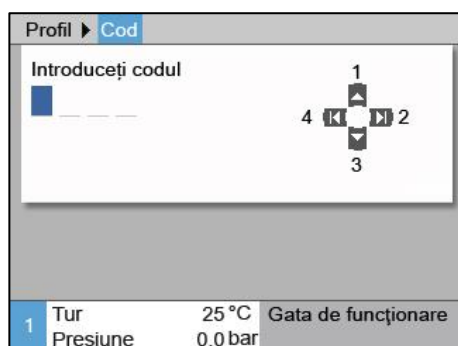 Profil ▶ Cod
Introduceți codul
1
4 2
3
1
Tur 25 °C Gata de funcționare
Presiune 0.0 bar